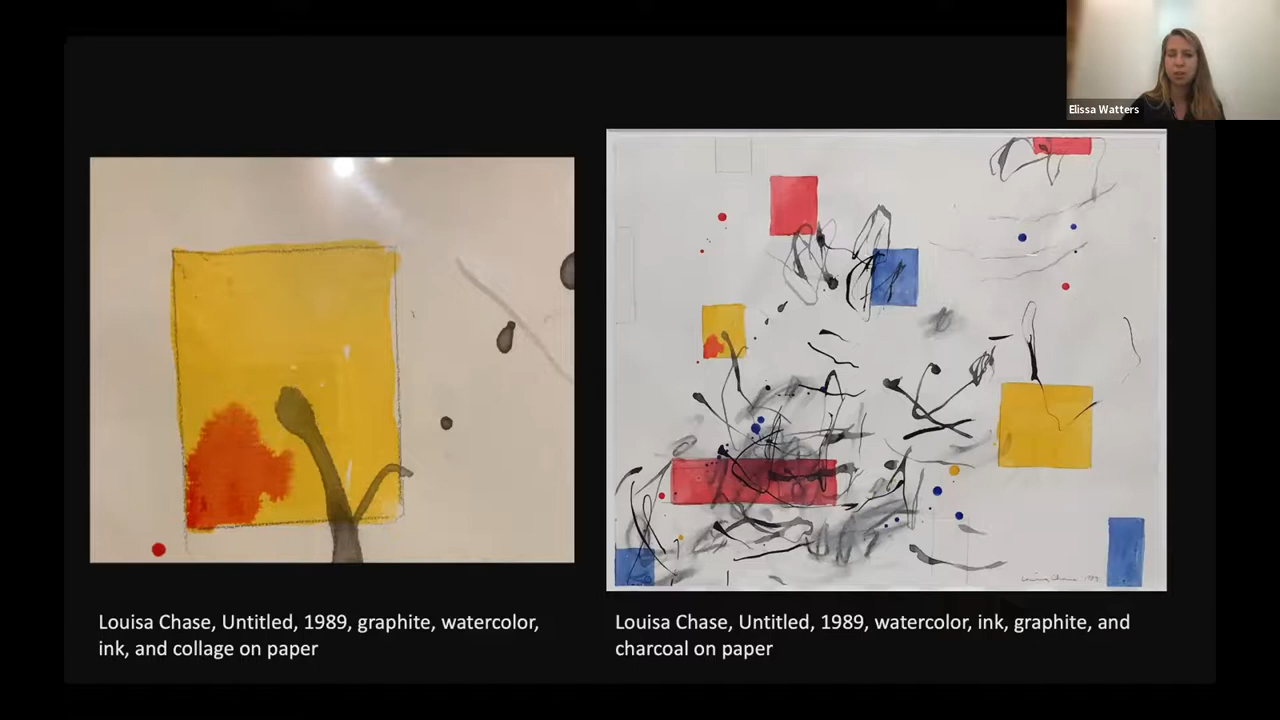 Elissa Watters
Louisa Chase, Untitled, 1989, graphite, watercolor,
ink, and collage on paper
Louisa Chase, Untitled, 1989, watercolor, ink, graphite, and
charcoal on paper